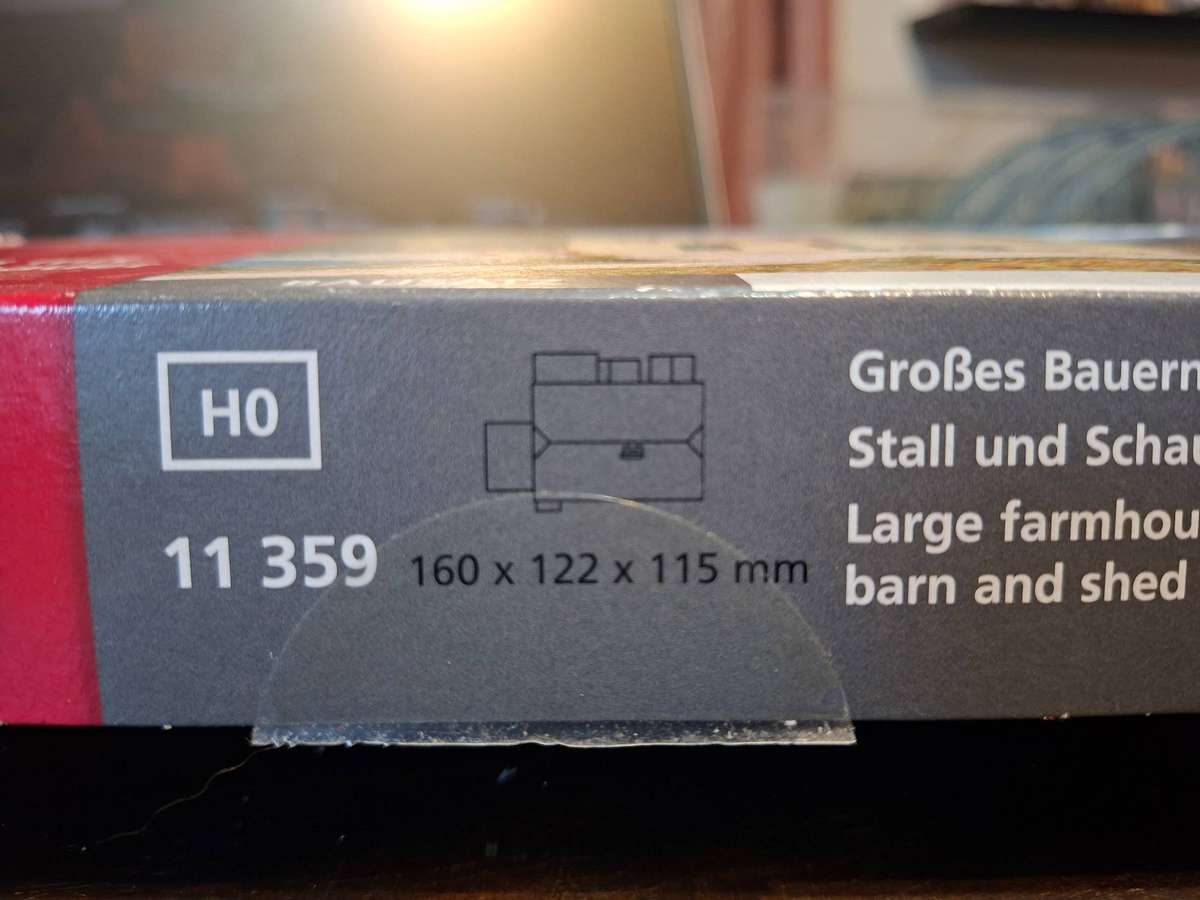 H0
11 359
160 x 122 x 115 mm
Großes Bauern
Stall und Schau
Large farmhou
barn and shed